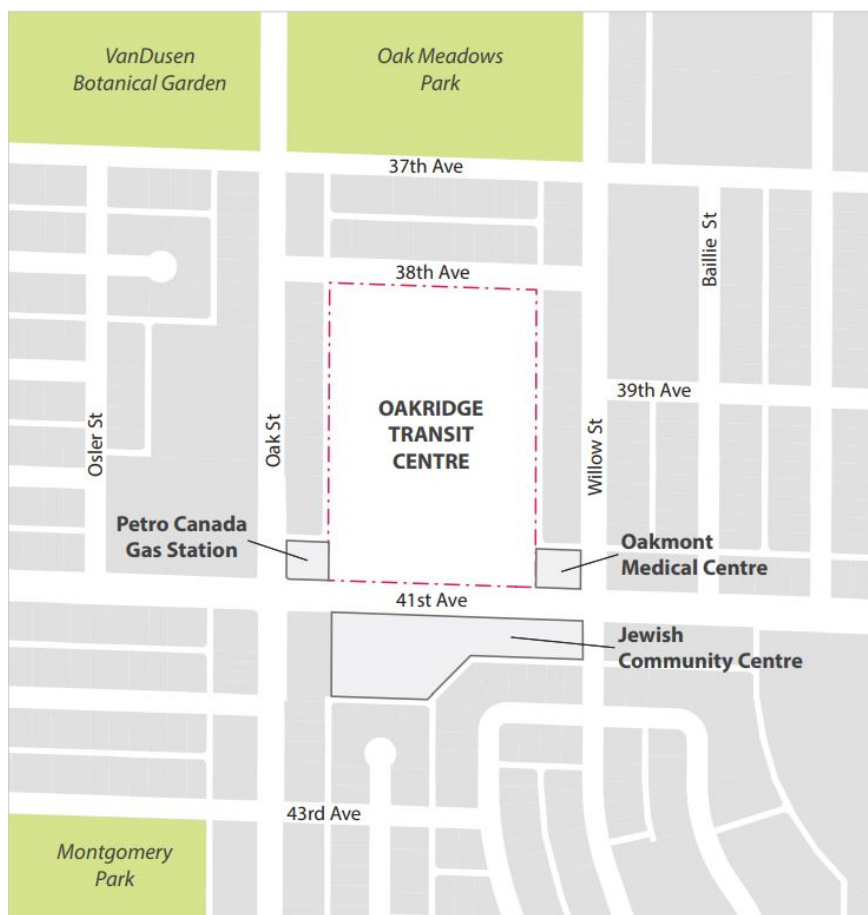 VanDusen
Botanical Garden
Oak Meadows
Park
37th Ave
38th Ave
Baillie St
39th Ave
OAKRIDGE
TRANSIT
CENTRE
Osler St
Oak St
Willow St
Petro Canada
Gas Station
Oakmont
Medical Centre
41st Ave
Jewish
Community Centre
43rd Ave
Montgomery
Park